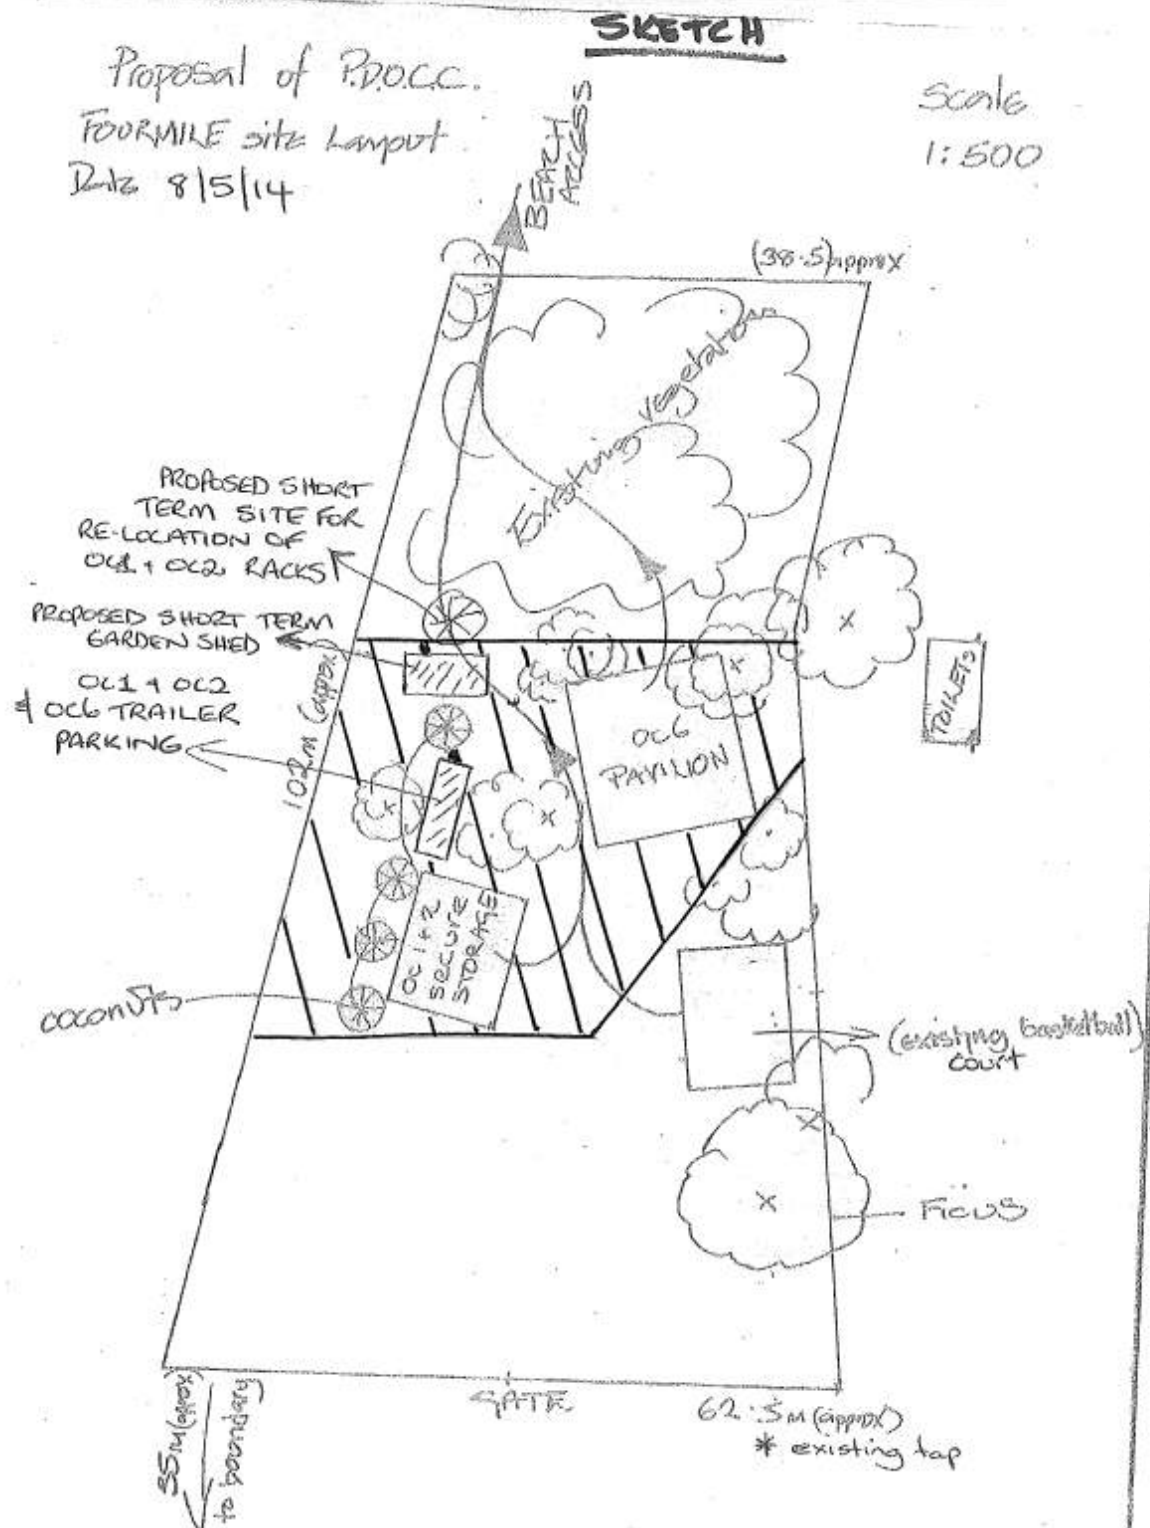 SKETCH
Proposal of P.D.O.C.C.
FOURMILE site Layout
Date 8/5/14
Scale
1:500
BEACH
ACCESS
(38.5) approx
Existing vegetation
PROPOSED SHORT
TERM SITE FOR
RE-LOCATION OF
OC1 + OC2 RACKS
PROPOSED SHORT TERM
GARDEN SHED
OC1 + OC2
& OC6 TRAILER
PARKING
102m (approx)
OC6
PAVILION
TOILETS
OC 1+2
SECURE
STORAGE
coconuts
(existing basketball)
court
Ficus
GATE
62.5m (approx)
* existing tap
35m (approx)
to boundary